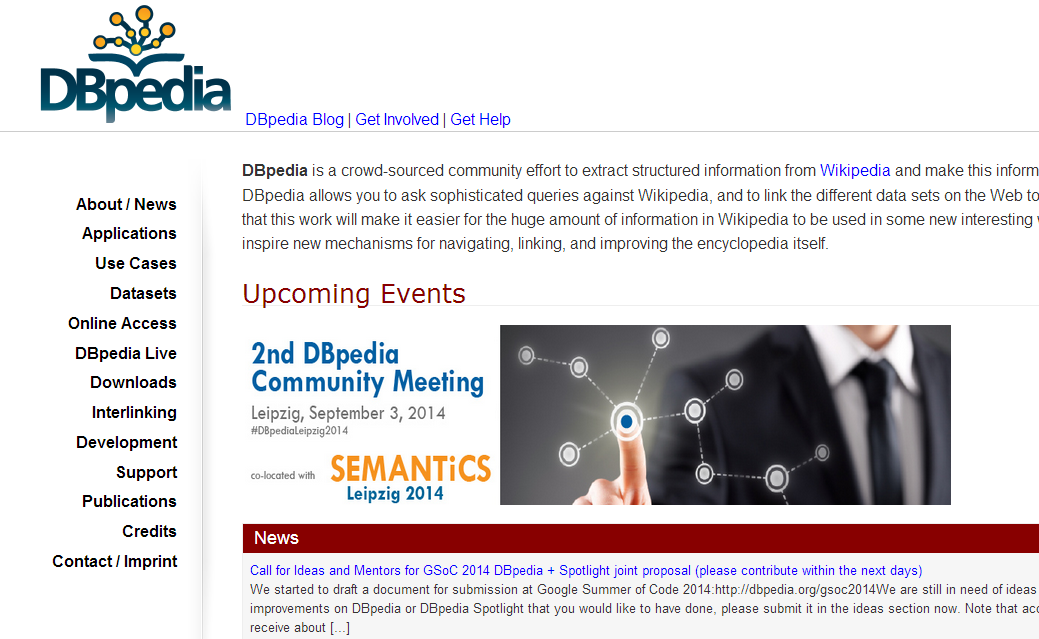 DBpedia
DBpedia Blog | Get Involved | Get Help
About / News
Applications
Use Cases
Datasets
Online Access
DBpedia Live
Downloads
Interlinking
Development
Support
Publications
Credits
Contact / Imprint
DBpedia is a crowd-sourced community effort to extract structured information from Wikipedia and make this inform
DBpedia allows you to ask sophisticated queries against Wikipedia, and to link the different data sets on the Web to
that this work will make it easier for the huge amount of information in Wikipedia to be used in some new interesting
inspire new mechanisms for navigating, linking, and improving the encyclopedia itself.
Upcoming Events
2nd DBpedia
Community Meeting
Leipzig, September 3, 2014
#DBpediaLeipzig2014
co-located with SEMANTiCS
Leipzig 2014
News
Call for Ideas and Mentors for GSoC 2014 DBpedia + Spotlight joint proposal (please contribute within the next days)
We started to draft a document for submission at Google Summer of Code 2014:http://dbpedia.org/gsoc2014We are still in need of ideas
improvements on DBpedia or DBpedia Spotlight that you would like to have done, please submit it in the ideas section now. Note that acc
receive about [...]